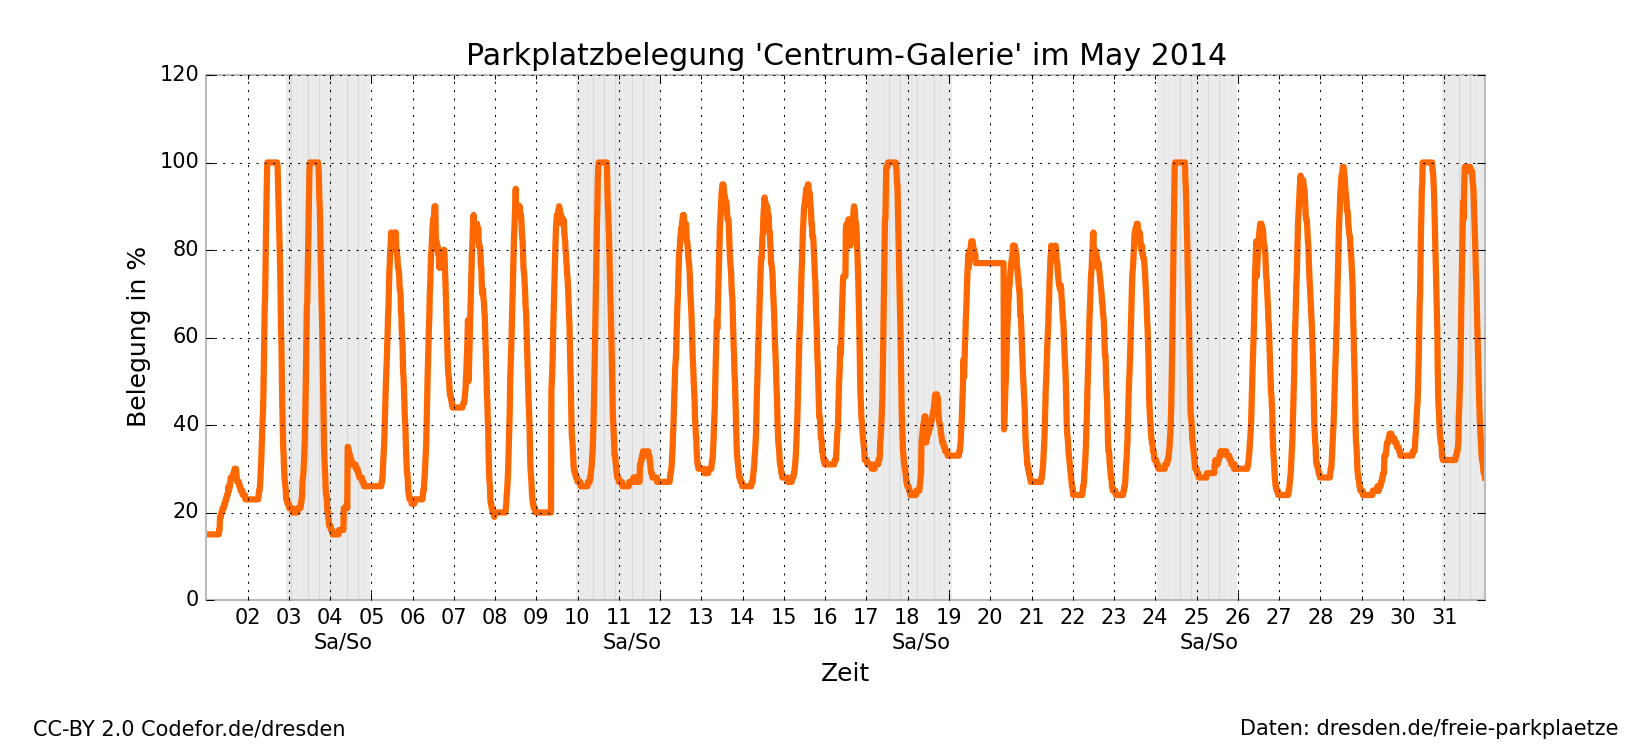 Parkplatzbelegung 'Centrum-Galerie' im May 2014
120
100
80
60
40
20
0
Belegung in %
02 03 04 05 06 07 08 09 10 11 12 13 14 15 16 17 18 19 20 21 22 23 24 25 26 27 28 29 30 31
Sa/So Sa/So Sa/So Sa/So
Zeit
CC-BY 2.0 Codefor.de/dresden
Daten: dresden.de/freie-parkplaetze